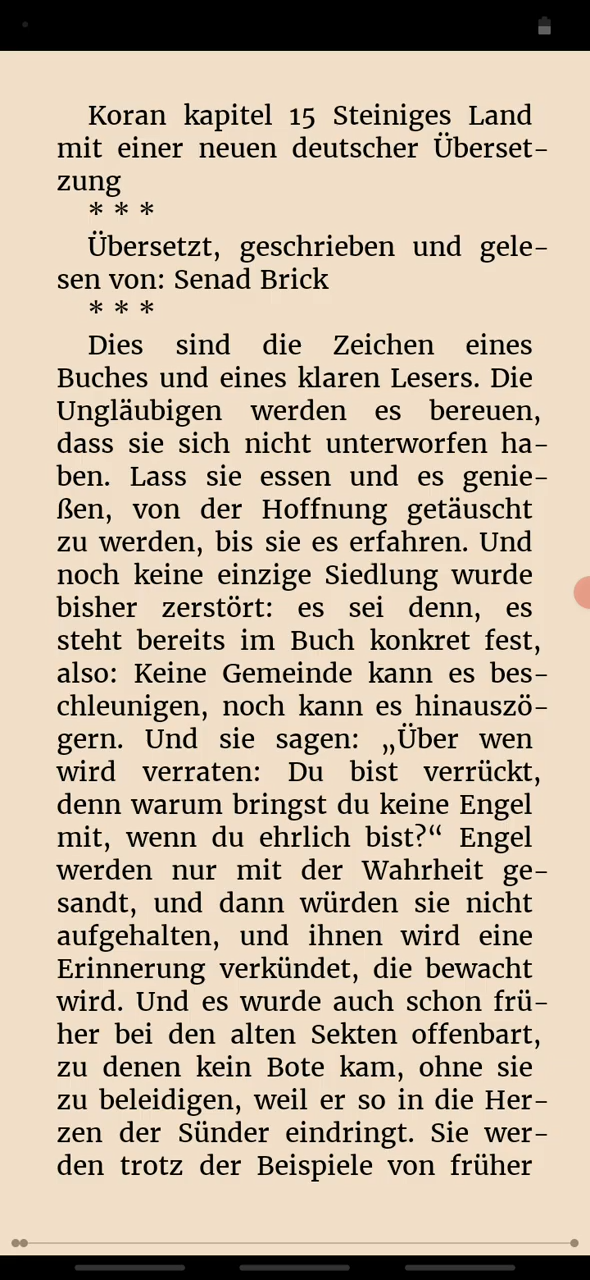 Koran kapitel 15 Steiniges Land
mit einer neuen deutscher Überset-
zung
* * *
Übersetzt, geschrieben und gele-
sen von: Senad Brick
* * *
Dies sind die Zeichen eines
Buches und eines klaren Lesers. Die
Ungläubigen werden es bereuen,
dass sie sich nicht unterworfen ha-
ben. Lass sie essen und es genie-
ßen, von der Hoffnung getäuscht
zu werden, bis sie es erfahren. Und
noch keine einzige Siedlung wurde
bisher zerstört: es sei denn, es
steht bereits im Buch konkret fest,
also: Keine Gemeinde kann es bes-
chleunigen, noch kann es hinauszö-
gern. Und sie sagen: „Über wen
wird verraten: Du bist verrückt,
denn warum bringst du keine Engel
mit, wenn du ehrlich bist?“ Engel
werden nur mit der Wahrheit ge-
sandt, und dann würden sie nicht
aufgehalten, und ihnen wird eine
Erinnerung verkündet, die bewacht
wird. Und es wurde auch schon frü-
her bei den alten Sekten offenbart,
zu denen kein Bote kam, ohne sie
zu beleidigen, weil er so in die Her-
zen der Sünder eindringt. Sie wer-
den trotz der Beispiele von früher